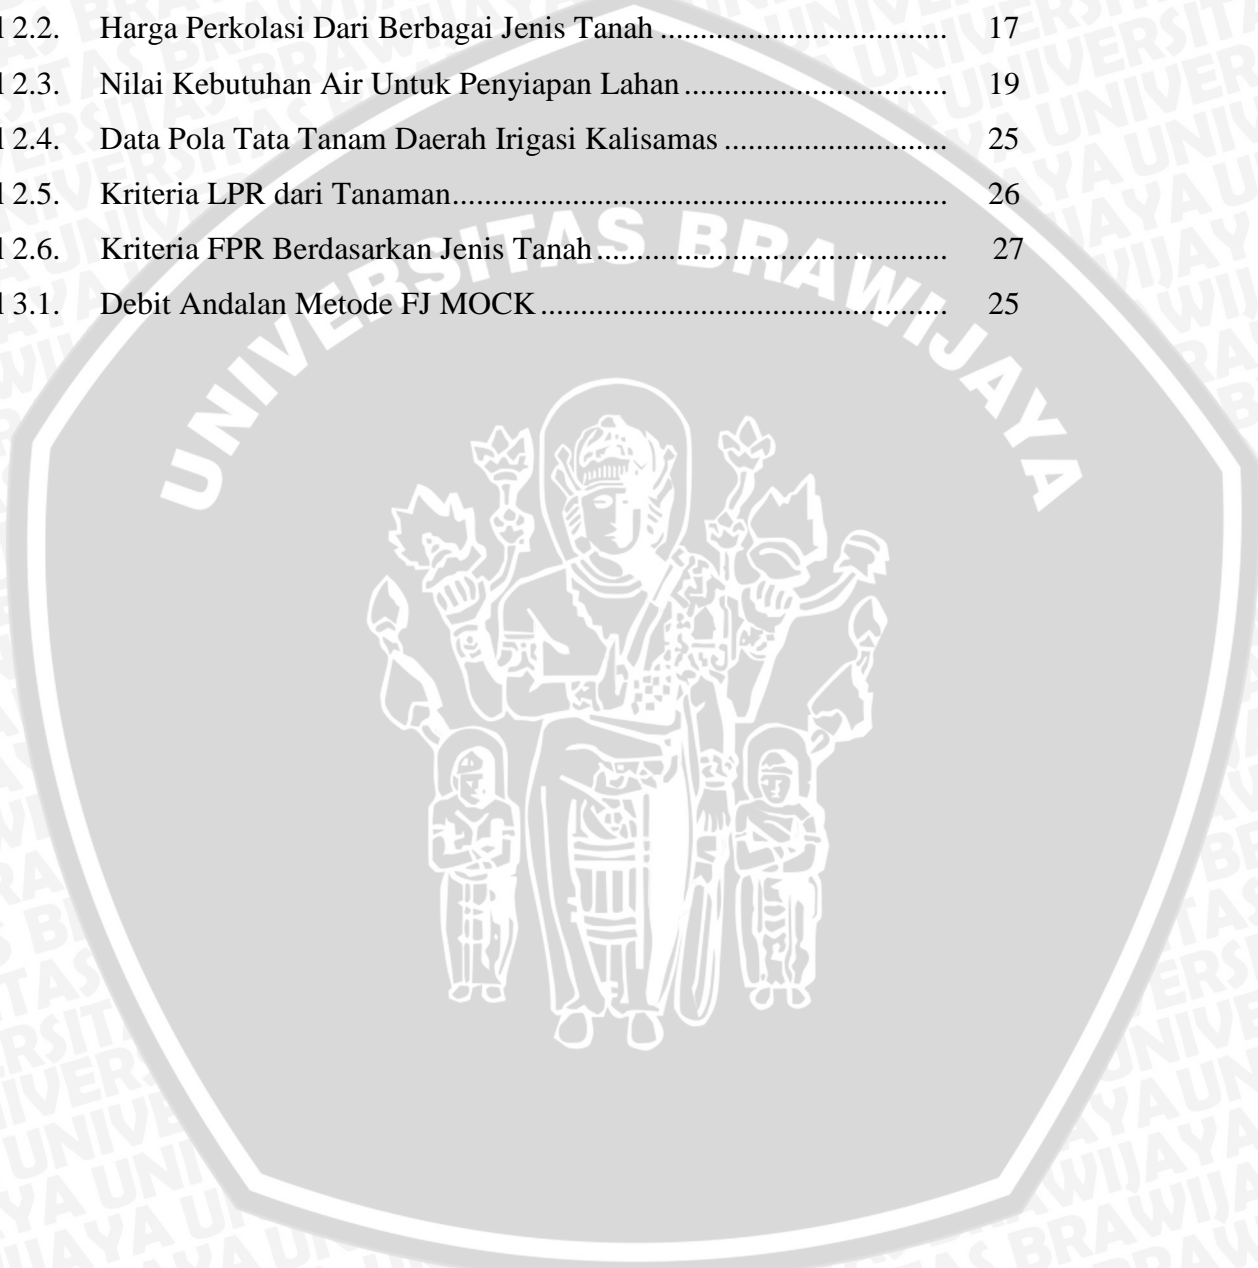 l 2.2. Harga Perkolasi Dari Berbagai Jenis Tanah .................................. 17
l 2.3. Nilai Kebutuhan Air Untuk Penyiapan Lahan ............................... 19
l 2.4. Data Pola Tata Tanam Daerah Irigasi Kalisamas ........................... 25
l 2.5. Kriteria LPR dari Tanaman............................................................ 26
l 2.6. Kriteria FPR Berdasarkan Jenis Tanah.......................................... 27
l 3.1. Debit Andalan Metode FJ MOCK ................................................. 25
UNIVERSITAS BRAWIJAYA